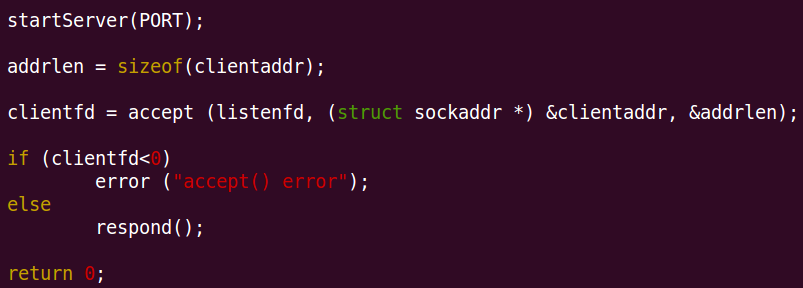 startServer(PORT);
addrlen = sizeof(clientaddr);
clientfd = accept (listenfd, (struct sockaddr *) &clientaddr, &addrlen);
if (clientfd<0)
error ("accept() error");
else
respond();
return 0;